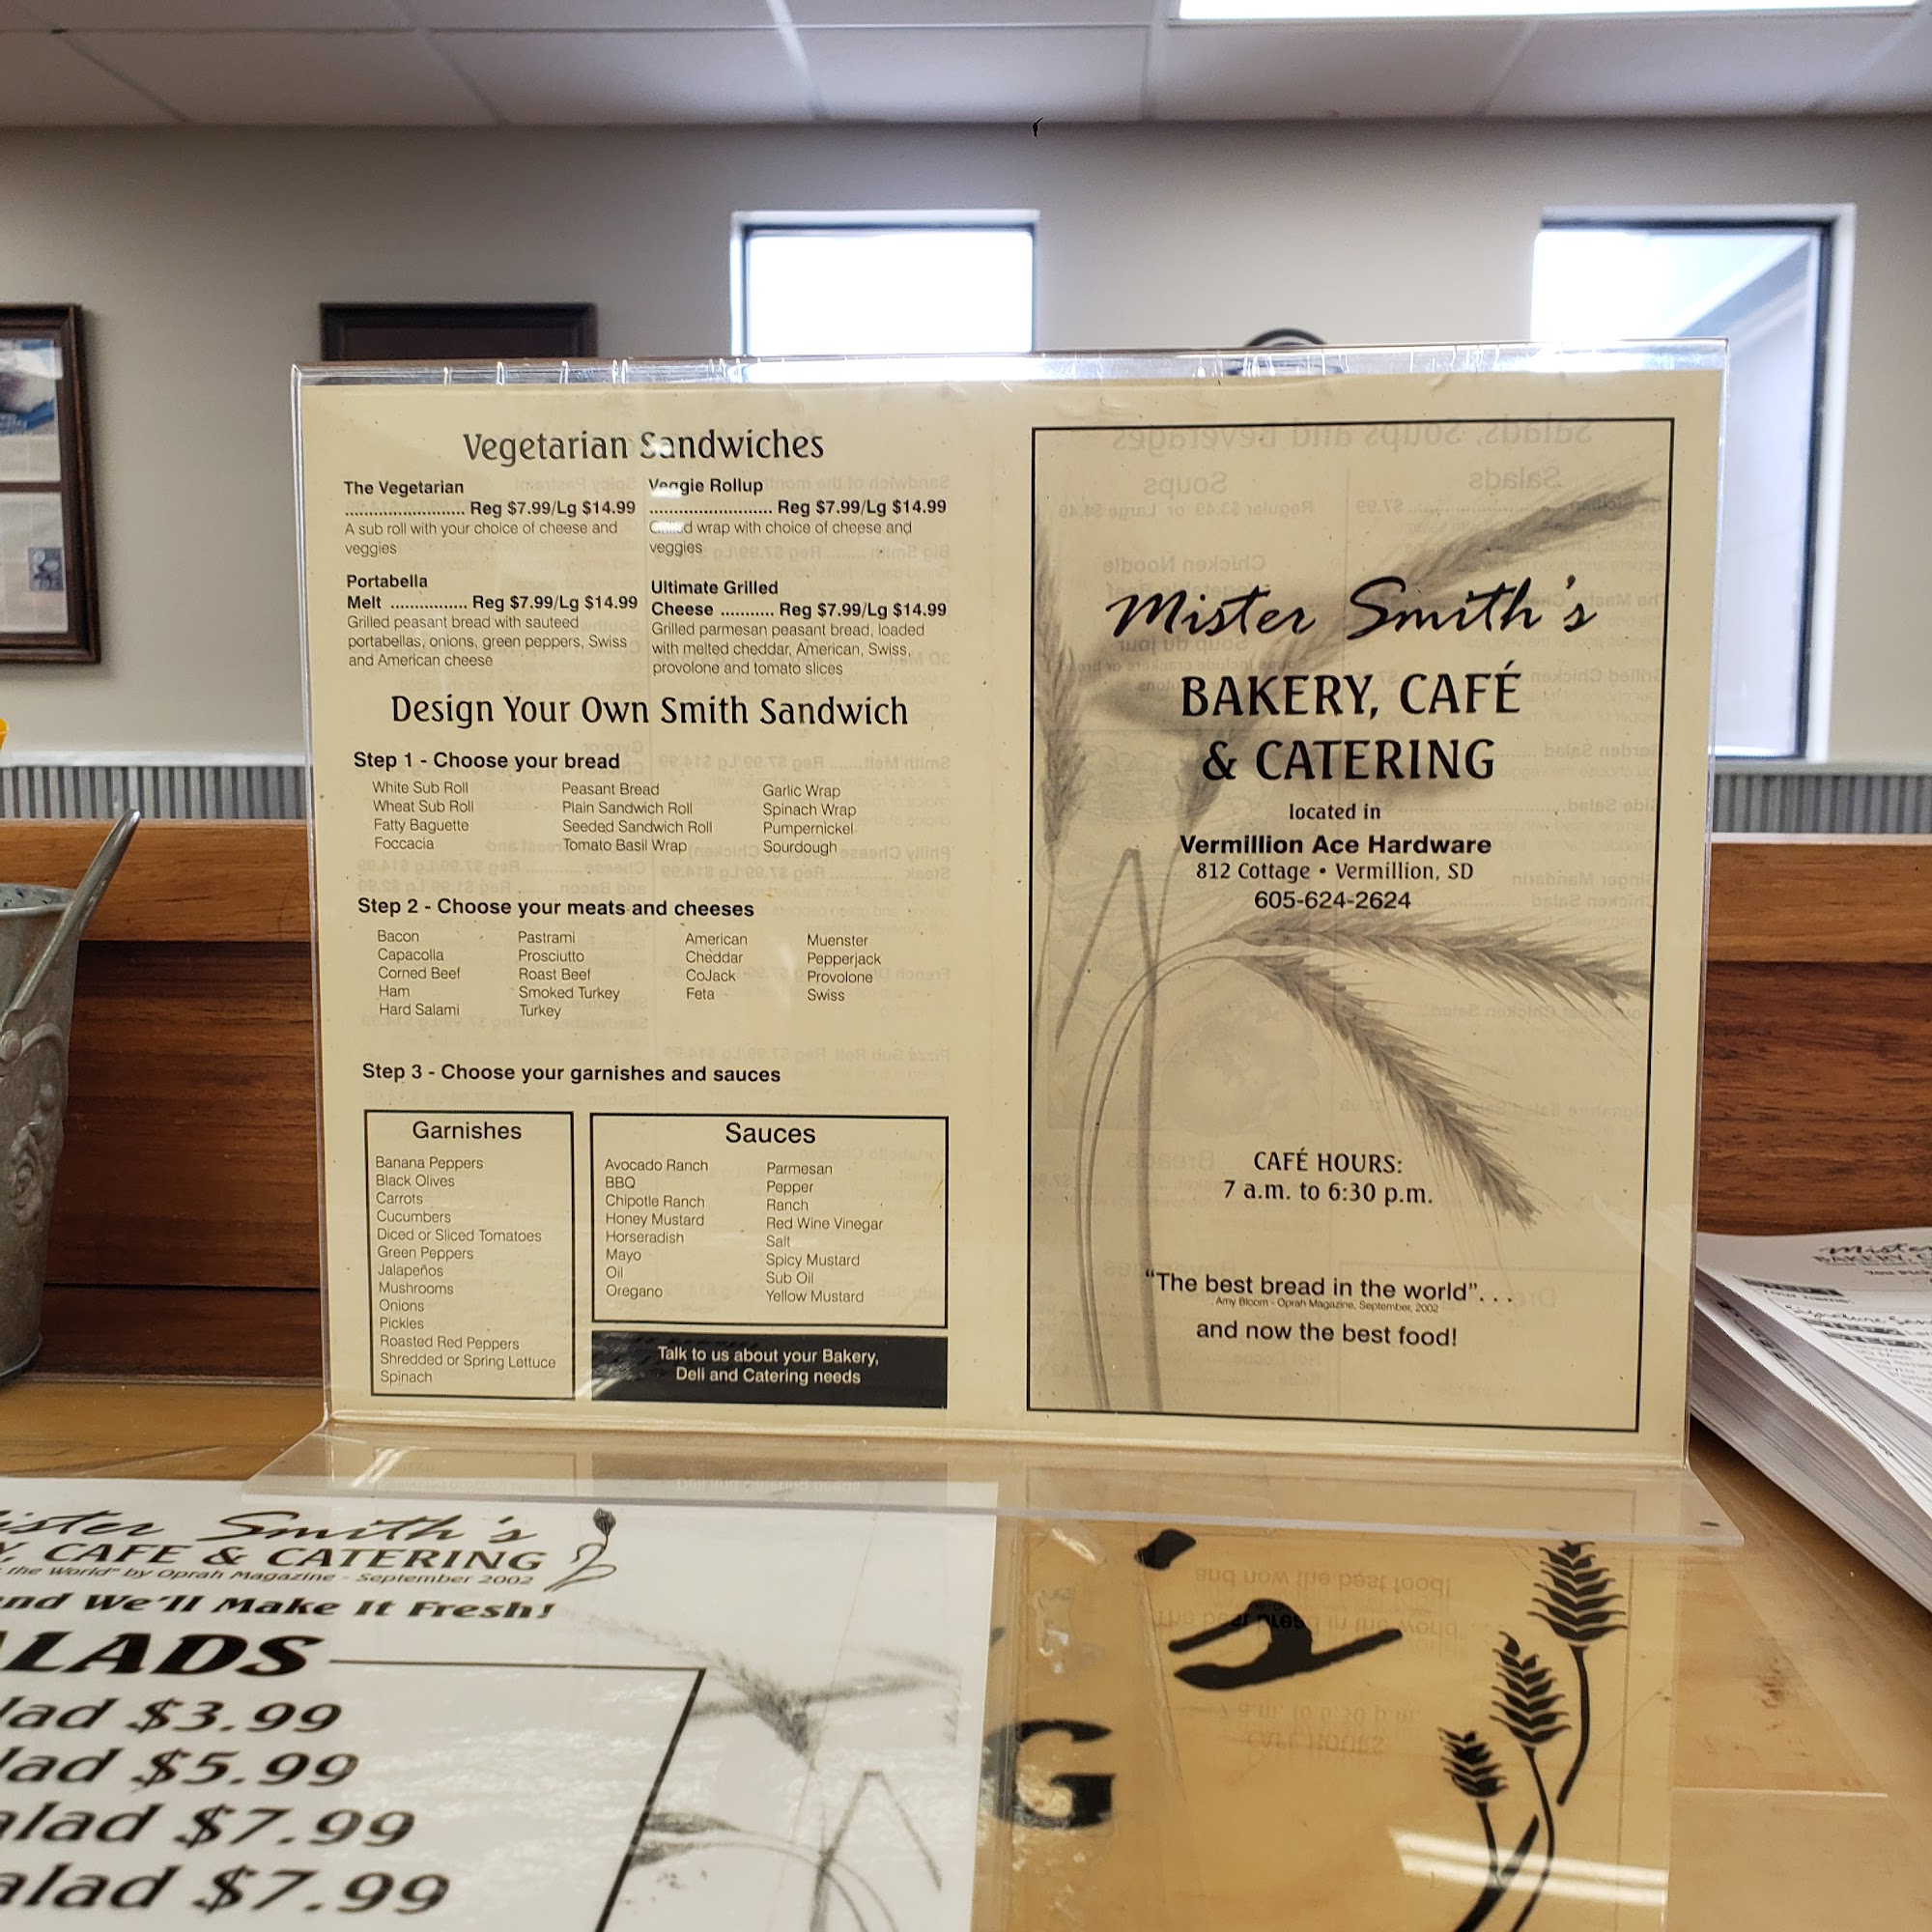 Vegetarian Sandwiches
The Vegetarian
........................ Reg $7.99/Lg $14.99
A sub roll with your choice of cheese and
veggies
Portabella
Melt ............... Reg $7.99/Lg $14.99
Grilled peasant bread with sauteed
portabellas, onions, green peppers, Swiss
and American cheese
Veggie Rollup
........................ Reg $7.99/Lg $14.99
wrap with choice of cheese and
veggies
Ultimate Grilled
Cheese ........... Reg $7.99/Lg $14.99
Grilled parmesan peasant bread, loaded
with melted cheddar, American, Swiss,
provolone and tomato slices
Design Your Own Smith Sandwich
Step 1 - Choose your bread
White Sub Roll
Wheat Sub Roll
Fatty Baguette
Foccacia
Peasant Bread
Plain Sandwich Roll
Seeded Sandwich Roll
Tomato Basil Wrap
Garlic Wrap
Spinach Wrap
Pumpernickel
Sourdough
Step 2 - Choose your meats and cheeses
Bacon
Capacolla
Corned Beef
Ham
Hard Salami
Pastrami
Prosciutto
Roast Beef
Smoked Turkey
Turkey
American
Cheddar
CoJack
Feta
Muenster
Pepperjack
Provolone
Swiss
Step 3 - Choose your garnishes and sauces
Garnishes
Banana Peppers
Black Olives
Carrots
Cucumbers
Diced or Sliced Tomatoes
Green Peppers
Jalapeños
Mushrooms
Onions
Pickles
Roasted Red Peppers
Shredded or Spring Lettuce
Spinach
Sauces
Avocado Ranch
BBQ
Chipotle Ranch
Honey Mustard
Horseradish
Mayo
Oil
Oregano
Parmesan
Pepper
Ranch
Red Wine Vinegar
Salt
Spicy Mustard
Sub Oil
Yellow Mustard
Talk to us about your Bakery,
Deli and Catering needs
Mister Smith's
BAKERY, CAFÉ
& CATERING
located in
Vermillion Ace Hardware
812 Cottage • Vermillion, SD
605-624-2624
CAFÉ HOURS:
7 a.m. to 6:30 p.m.
"The best bread in the world". . .
Amy Bloom - Oprah Magazine, September, 2002
and now the best food!
ister Smith's
Y, CAFE & CATERING
the World" by Oprah Magazine - September 2002
nd We'll Make It Fresh!
LADS
lad $3.99
lad $5.99
alad $7.99
alad $7.99
G